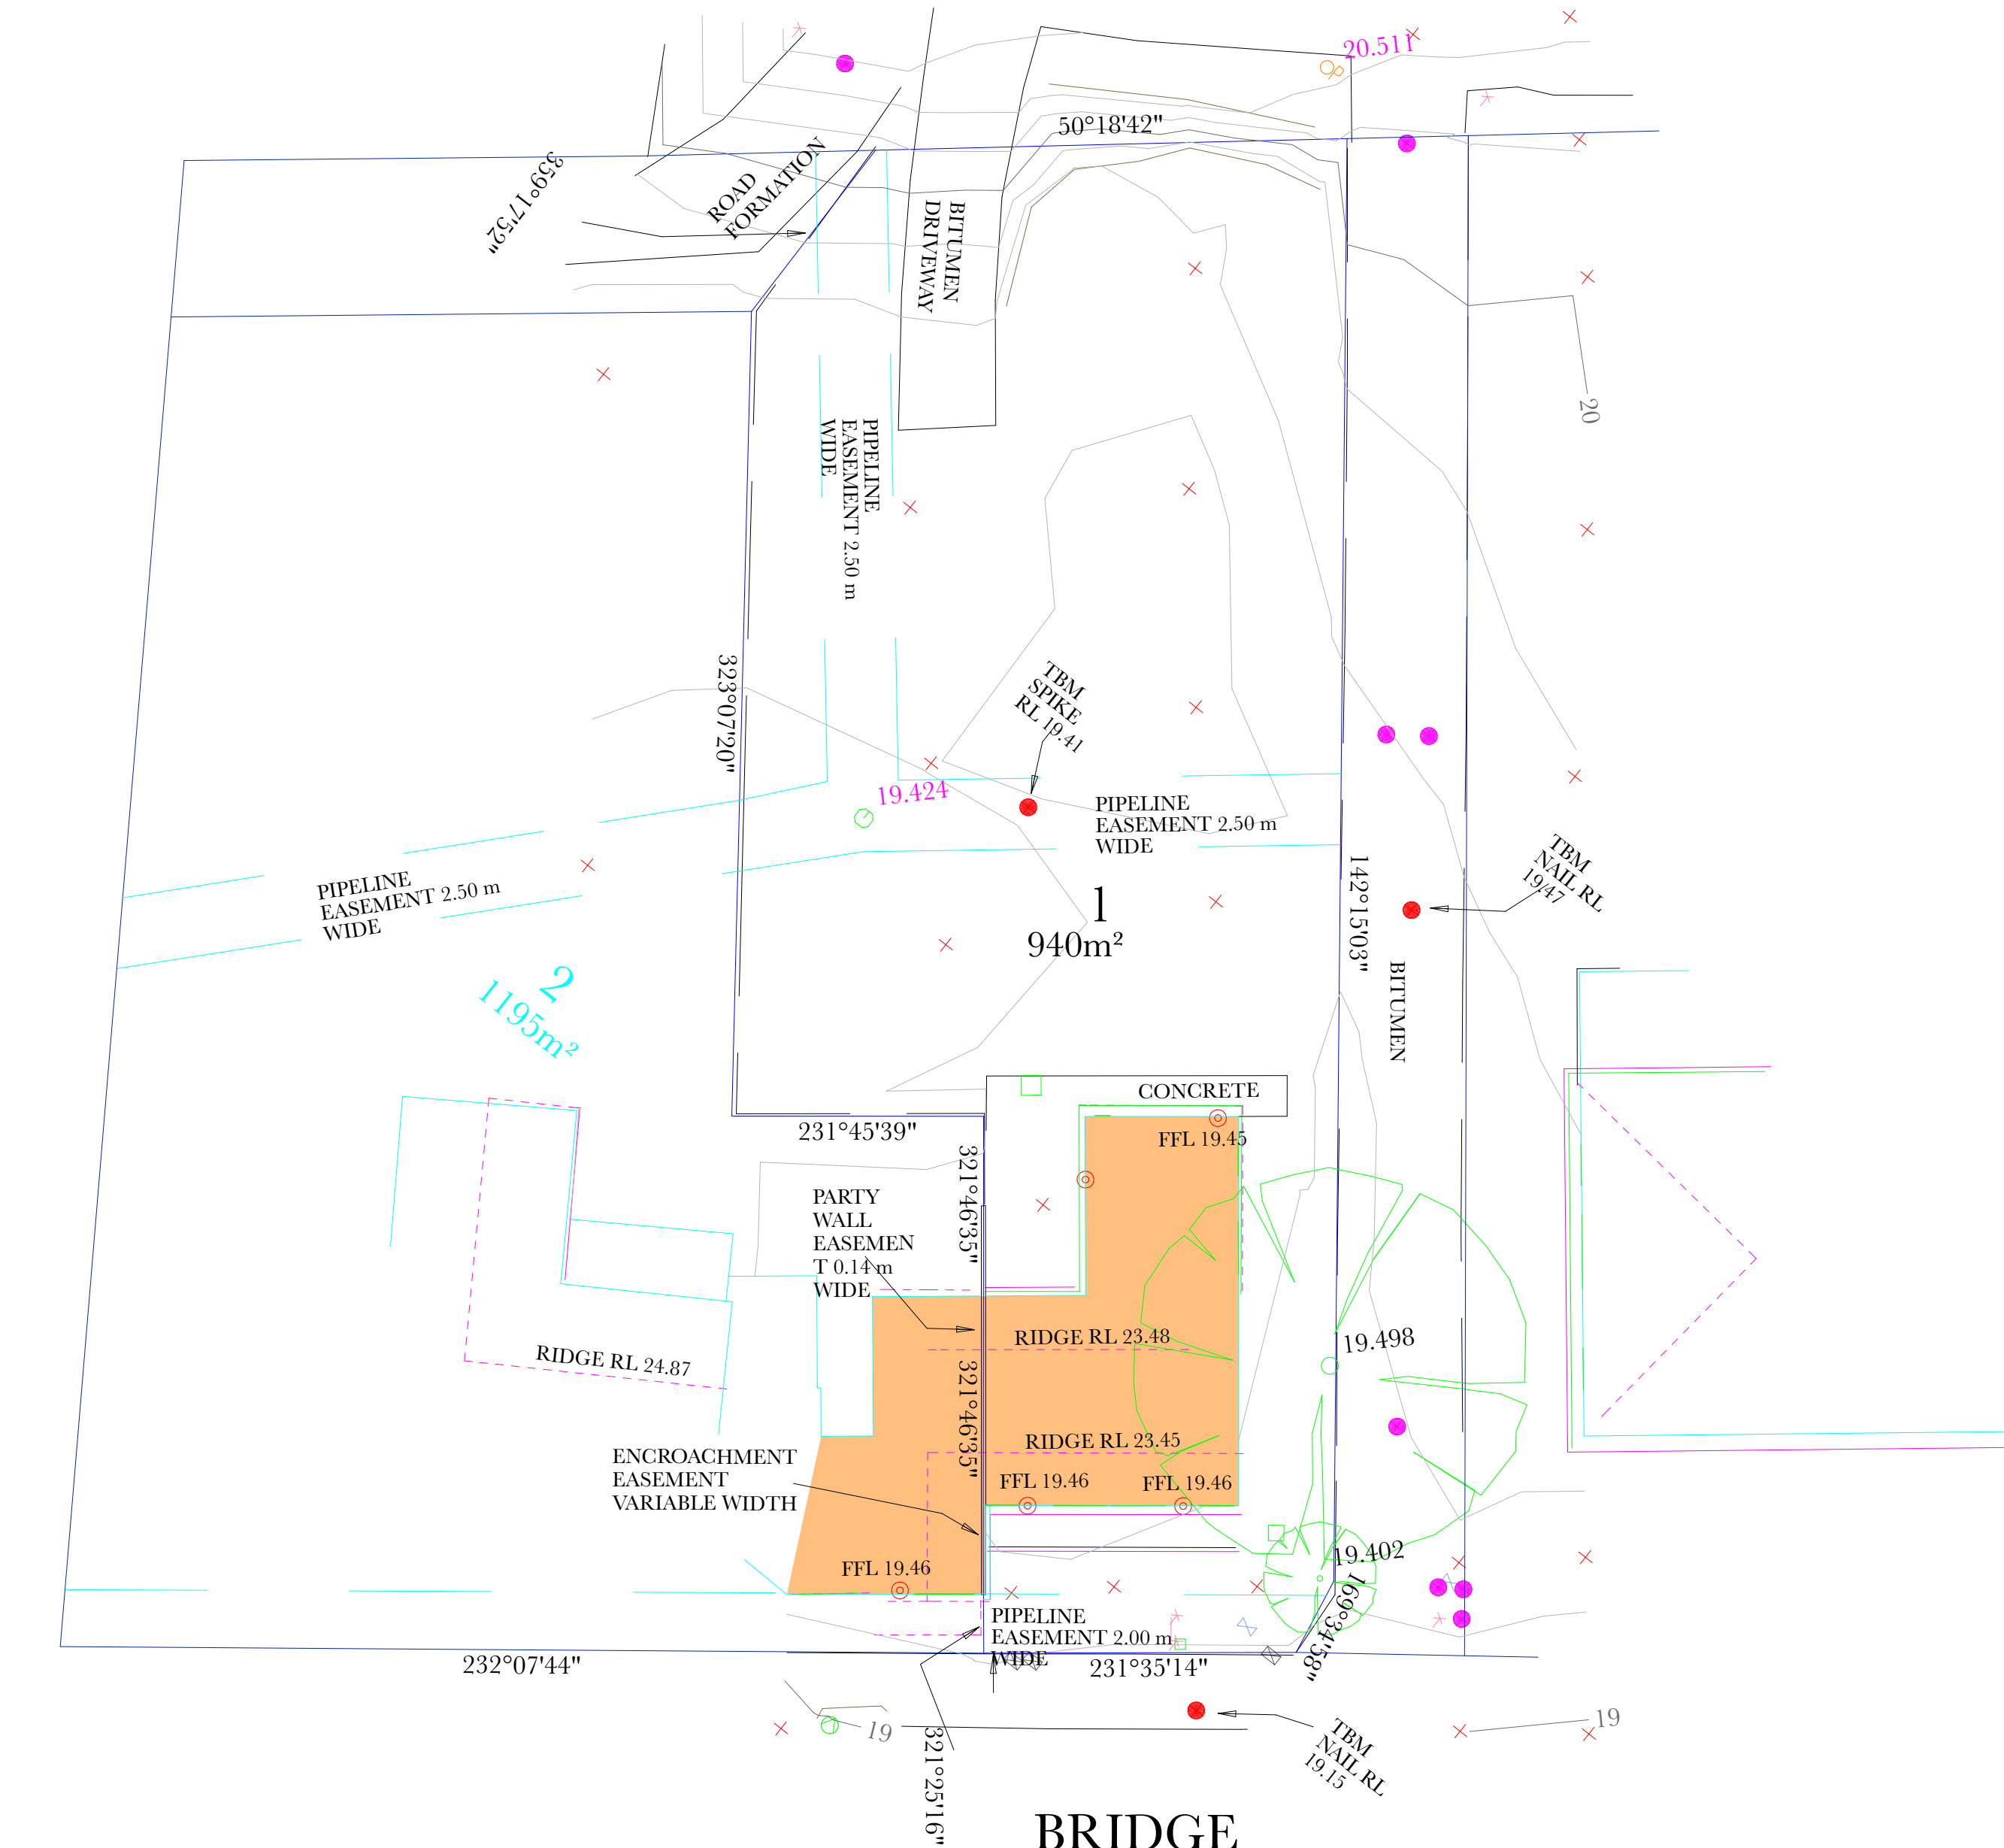 20.511
50°18'42"
359°17'52"
ROAD
FORMATION
BITUMEN
DRIVEWAY
20
PIPELINE
EASEMENT 2.50 m
WIDE
323°07'20"
TBM
SPIKE
RL 19.41
19.424
PIPELINE
EASEMENT 2.50 m
WIDE
TBM
NAIL RL
19.47
142°15'03"
PIPELINE
EASEMENT 2.50 m
WIDE
1
940m²
2
1195m²
BITUMEN
CONCRETE
231°45'39"
FFL 19.45
321°46'35"
PARTY
WALL
EASEMEN
T 0.14 m
WIDE
RIDGE RL 23.48
19.498
RIDGE RL 24.87
321°46'35"
RIDGE RL 23.45
ENCROACHMENT
EASEMENT
VARIABLE WIDTH
FFL 19.46
FFL 19.46
19.402
FFL 19.46
169°34'58"
PIPELINE
EASEMENT 2.00 m
WIDE
232°07'44"
231°35'14"
19
19
321°25'16"
TBM
NAIL RL
19.15
BRIDGE